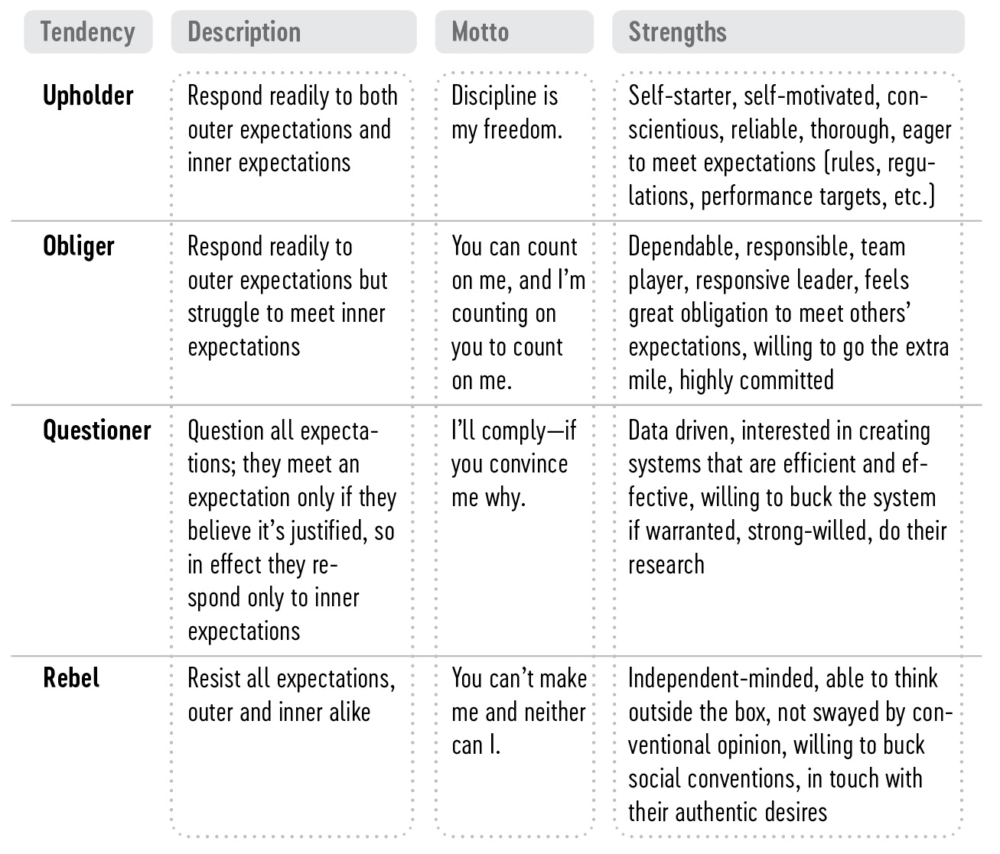 Tendency
Description
Motto
Strengths
Upholder
Respond readily to both
outer expectations and
inner expectations
Discipline is
my freedom.
Self-starter, self-motivated, con-
scientious, reliable, thorough, eager
to meet expectations (rules, regu-
lations, performance targets, etc.)
Obliger
Respond readily to
outer expectations but
struggle to meet inner
expectations
You can count
on me, and I’m
counting on
you to count
on me.
Dependable, responsible, team
player, responsive leader, feels
great obligation to meet others’
expectations, willing to go the extra
mile, highly committed
Questioner
Question all expecta-
tions; they meet an
expectation only if they
believe it’s justified, so
in effect they re-
spond only to inner
expectations
I’ll comply—if
you convince
me why.
Data driven, interested in creating
systems that are efficient and ef-
fective, willing to buck the system
if warranted, strong-willed, do their
research
Rebel
Resist all expectations,
outer and inner alike
You can’t make
me and neither
can I.
Independent-minded, able to think
outside the box, not swayed by con-
ventional opinion, willing to buck
social conventions, in touch with
their authentic desires